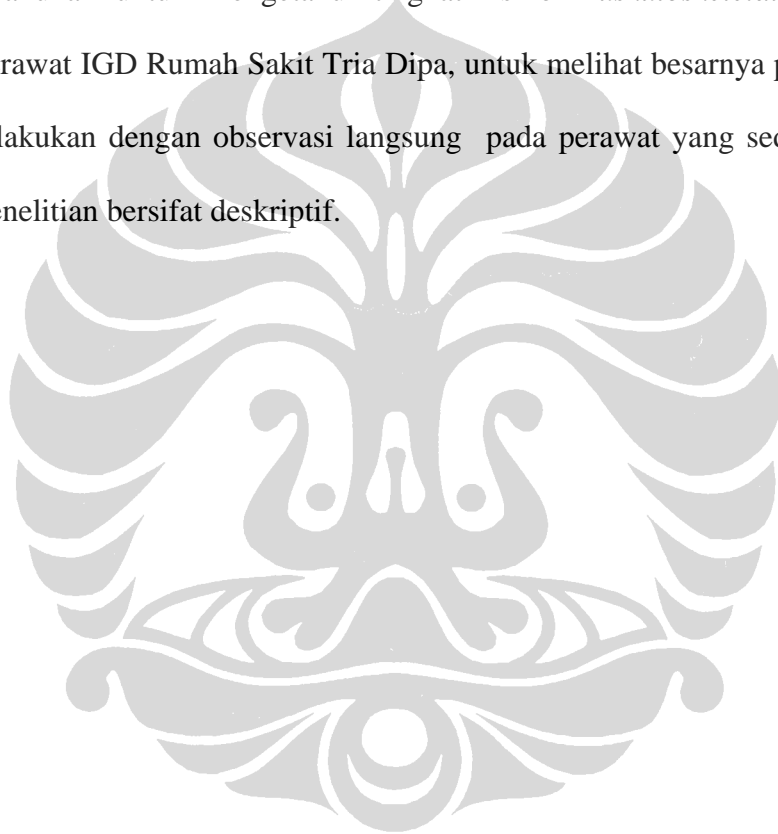 rawat IGD Rumah Sakit Tria Dipa, untuk melihat besarnya p
lakukan dengan observasi langsung pada perawat yang sed
enelitian bersifat deskriptif.